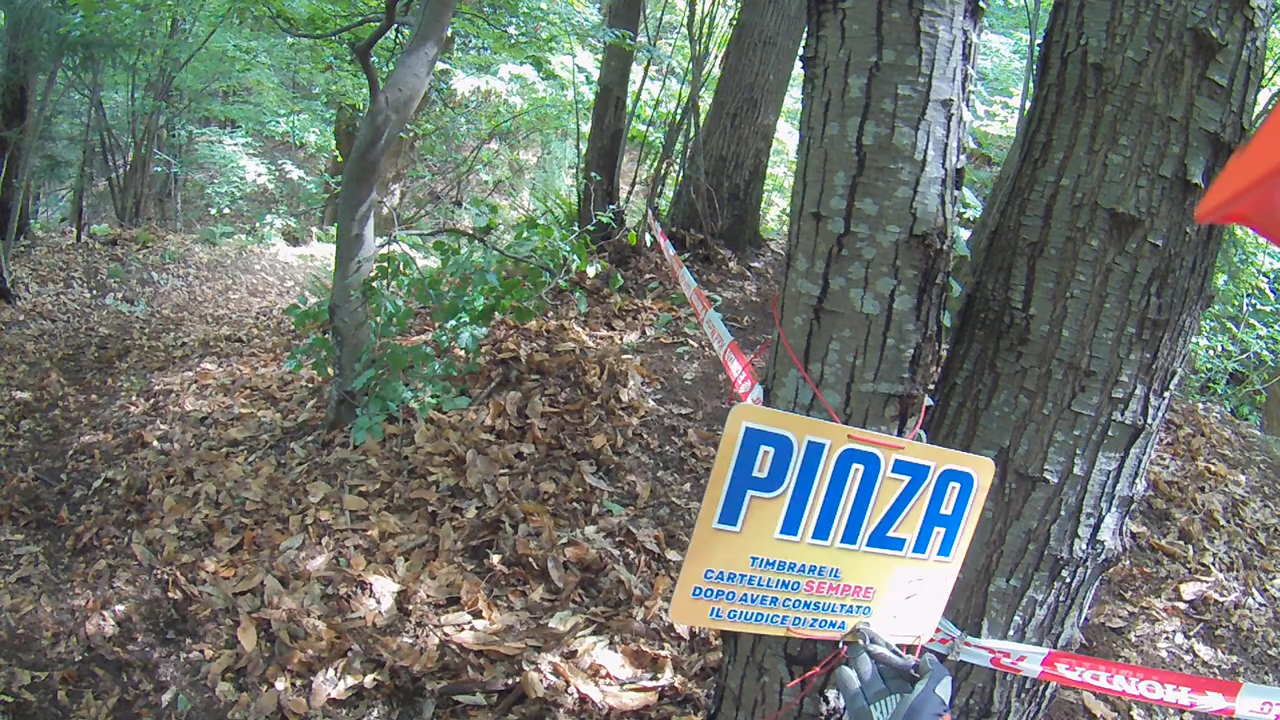 PINZA
TIMBRARE IL
CARTELLINO SEMPRE
DOPO AVER CONSULTATO
IL GIUDICE DI ZONA
HONDA